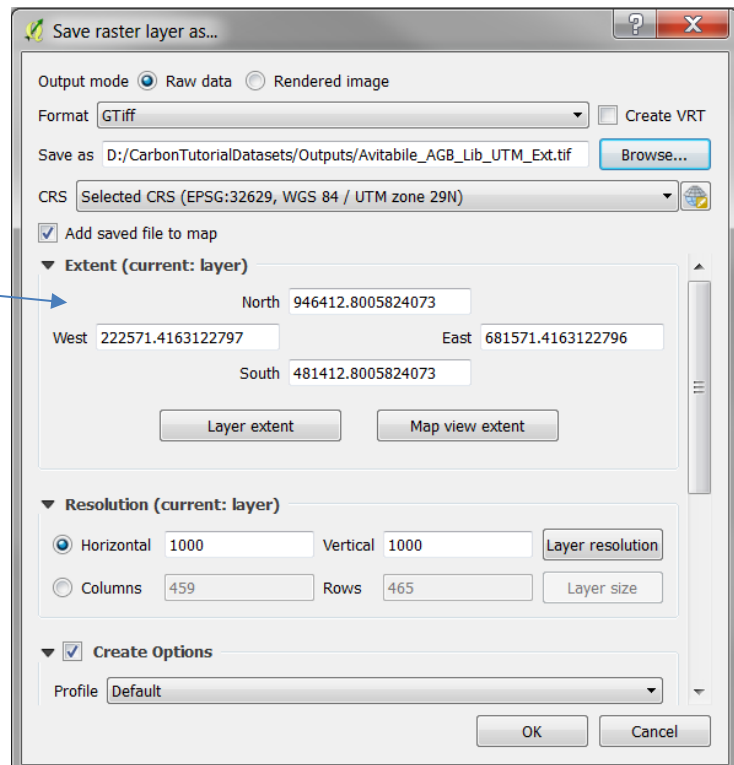 Save raster layer as...
Output mode Raw data Rendered image
Format GTiff Create VRT
Save as D:/CarbonTutorialDatasets/Outputs/Avitabile_AGB_Lib_UTM_Ext.tif Browse...
CRS Selected CRS (EPSG:32629, WGS 84 / UTM zone 29N)
Add saved file to map
Extent (current: layer)
North 946412.8005824073
West 222571.4163122797 East 681571.4163122796
South 481412.8005824073
Layer extent Map view extent
Resolution (current: layer)
Horizontal 1000 Vertical 1000 Layer resolution
Columns 459 Rows 465 Layer size
Create Options
Profile Default
OK Cancel